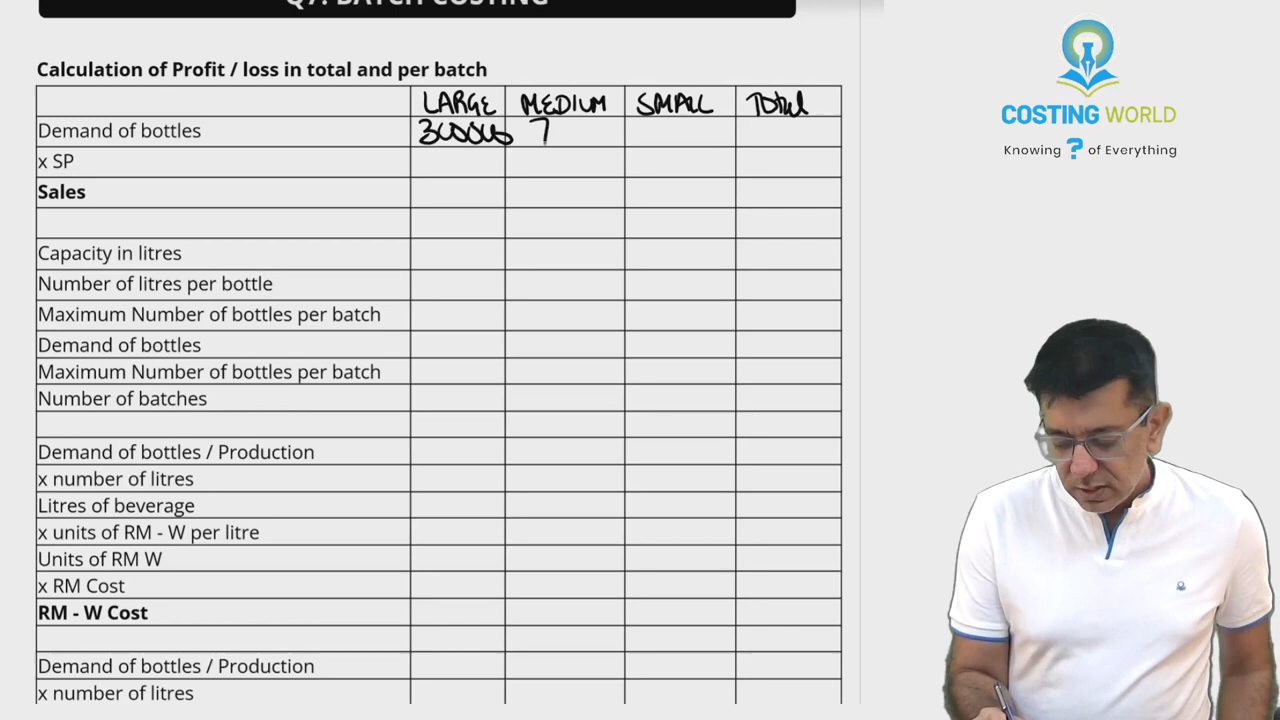 Q7: BATCH COSTING
Calculation of Profit / loss in total and per batch
LARGE MEDIUM SMALL Total
Demand of bottles 7
x SP
Sales
Capacity in litres
Number of litres per bottle
Maximum Number of bottles per batch
Demand of bottles
Maximum Number of bottles per batch
Number of batches
Demand of bottles / Production
x number of litres
Litres of beverage
x units of RM - W per litre
Units of RM W
x RM Cost
RM - W Cost
Demand of bottles / Production
x number of litres
COSTING WORLD
Knowing ? of Everything